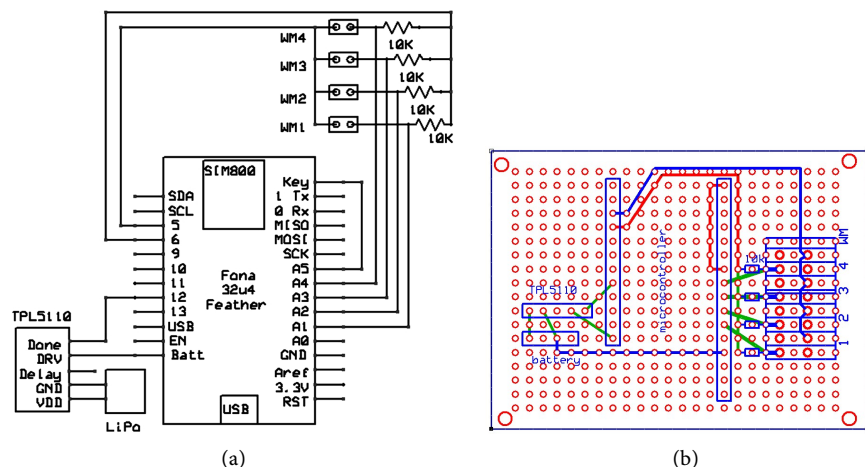 WM4
10K
WM3
10K
WM2
10K
WM1
10K
SIM800
Key
SDA
1 Tx
SCL
0 Rx
5
MISO
6
MOSI
9
SCK
10
A5
11
Fona
32u4
Feather
A4
12
A3
13
A2
USB
A1
EN
A0
Batt
GND
Aref
3.3V
RST
USB
TPL5110
Done
DRV
Delay
GND
VDD
LiPo
(a)
WM
10k
4
3
2
1
microcontroller
TPL5110
battery
(b)